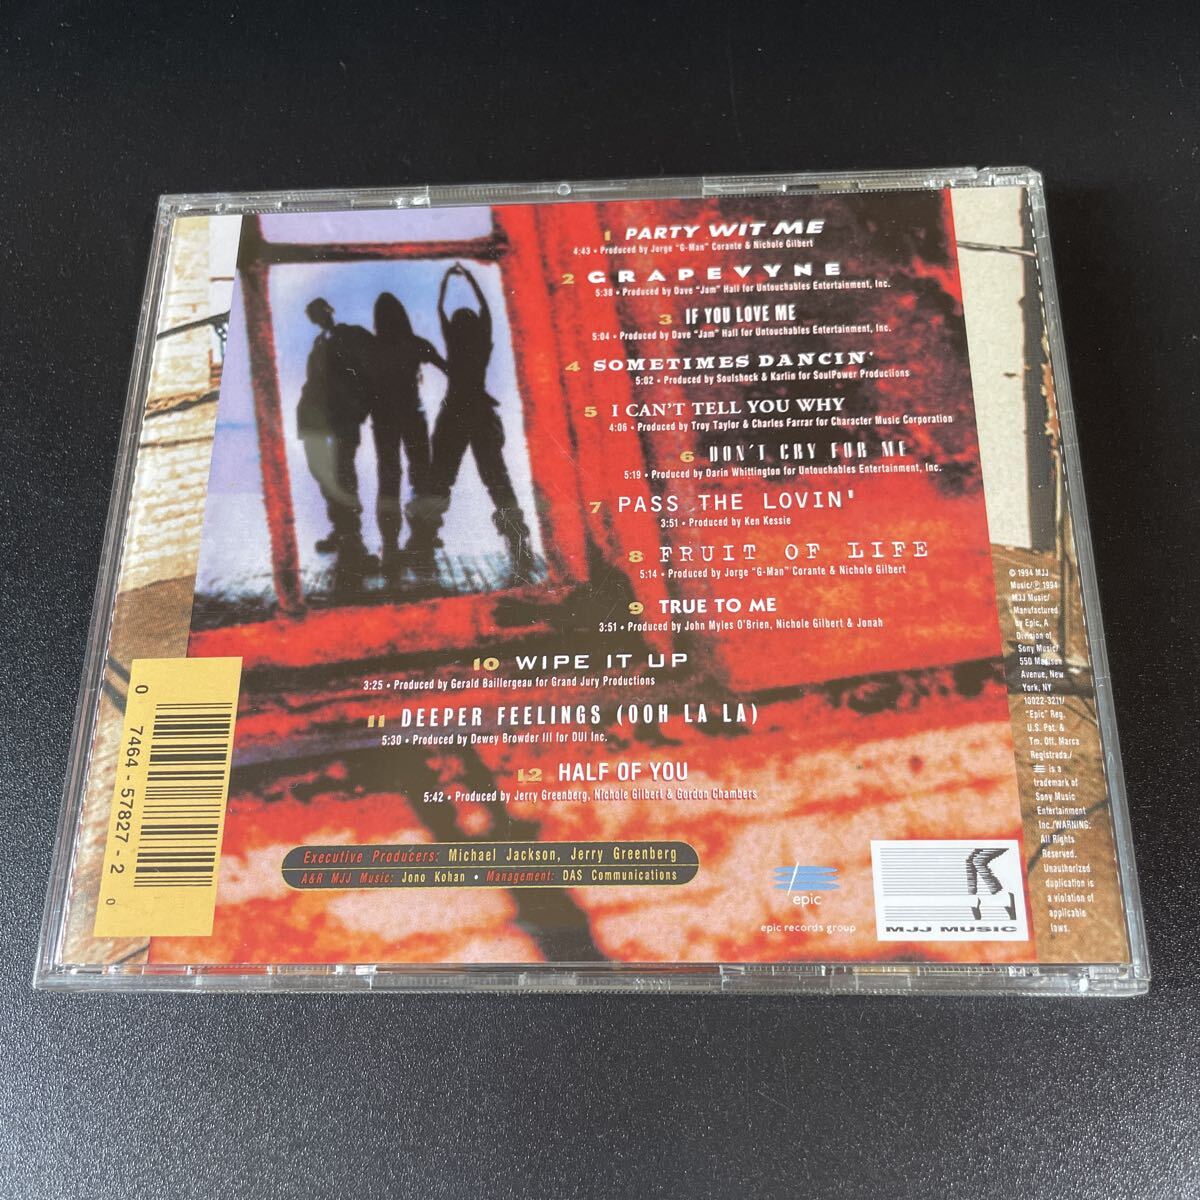 1 PARTY WIT ME
4:43 • Produced by Jorge "G-Man" Corante & Nichole Gilbert
2 GRAPEVYNE
5:38 • Produced by Dave "Jam" Hall for Untouchables Entertainment, Inc.
3 IF YOU LOVE ME
5:04 • Produced by Dave "Jam" Hall for Untouchables Entertainment, Inc.
4 SOMETIMES DANCIN'
5:02 • Produced by Soulshock & Karlin for SoulPower Productions
5 I CAN'T TELL YOU WHY
4:06 • Produced by Troy Taylor & Charles Farrar for Character Music Corporation
6 DON'T CRY FOR ME
5:19 • Produced by Darin Whittington for Untouchables Entertainment, Inc.
7 PASS THE LOVIN'
3:51 • Produced by Ken Kessie
8 FRUIT OF LIFE
5:14 • Produced by Jorge "G-Man" Corante & Nichole Gilbert
9 TRUE TO ME
3:51 • Produced by John Myles O'Brien, Nichole Gilbert & Jonah
10 WIPE IT UP
3:25 • Produced by Gerald Baillergeau for Grand Jury Productions
11 DEEPER FEELINGS (OOH LA LA)
5:30 • Produced by Dewey Browder III for OUI Inc.
12 HALF OF YOU
5:42 • Produced by Jerry Greenberg, Nichole Gilbert & Gordon Chambers
Executive Producers: Michael Jackson, Jerry Greenberg
A&R MJJ Music: Jono Kohan • Management: DAS Communications
epic
epic records group
MJJ MUSIC
© 1994 MJJ
Music/℗ 1994
MJJ Music/
Manufactured
by Epic, A
Division of
Sony Music/
550 Madison
Avenue, New
York, NY
10022-3211/
"Epic" Reg.
U.S. Pat. &
Tm. Off. Marca
Registrada./
is a
trademark of
Sony Music
Entertainment
Inc./WARNING:
All Rights
Reserved.
Unauthorized
duplication is
a violation of
applicable
laws.
0 7464-57827-2 0